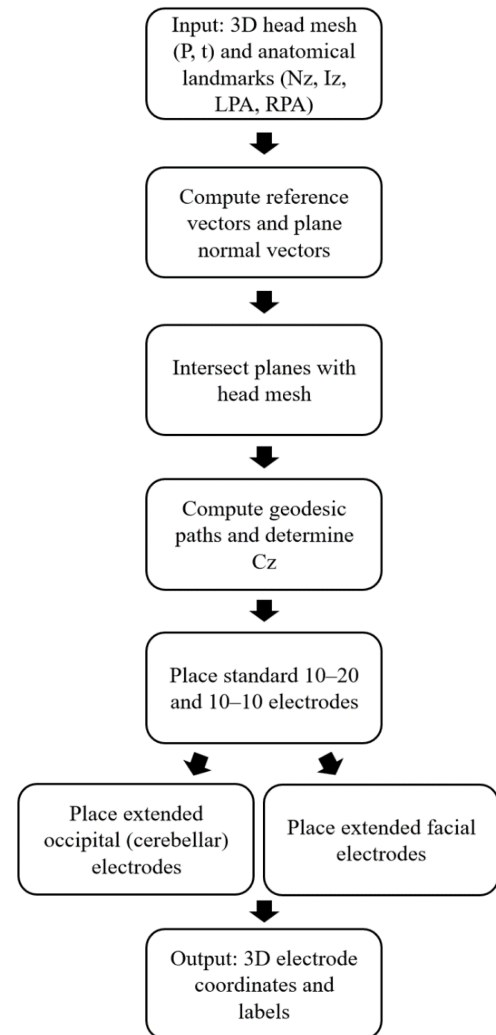 Input: 3D head mesh
(P, t) and anatomical
landmarks (Nz, Iz,
LPA, RPA)
Compute reference
vectors and plane
normal vectors
Intersect planes with
head mesh
Compute geodesic
paths and determine
Cz
Place standard 10–20
and 10–10 electrodes
Place extended
occipital (cerebellar)
electrodes
Place extended facial
electrodes
Output: 3D electrode
coordinates and
labels